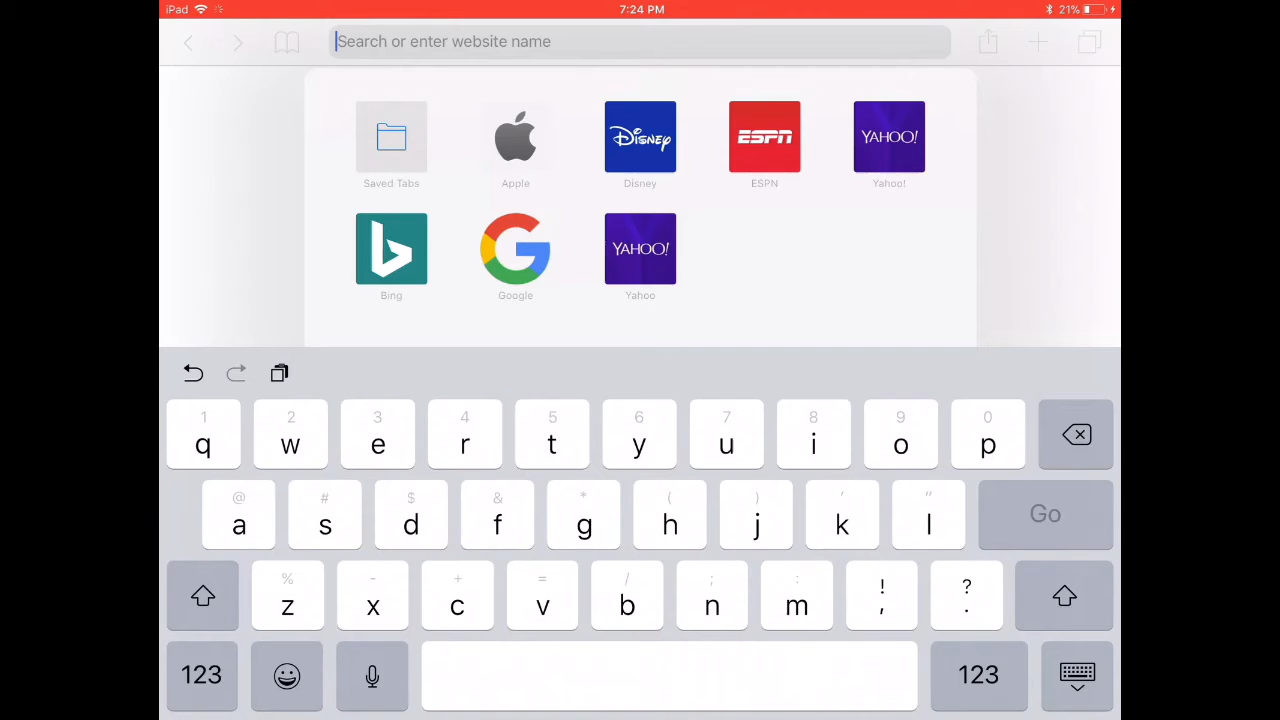 iPad 7:24 PM 21%
Search or enter website name
DISNEY ESPN YAHOO!
Saved Tabs Apple Disney ESPN Yahoo!
YAHOO!
Bing Google Yahoo
1 2 3 4 5 6 7 8 9 0
q w e r t y u i o p
@ # $ & * ( ) ' "
a s d f g h j k l Go
% - + = / ; : ! ?
z x c v b n m , .
123 123